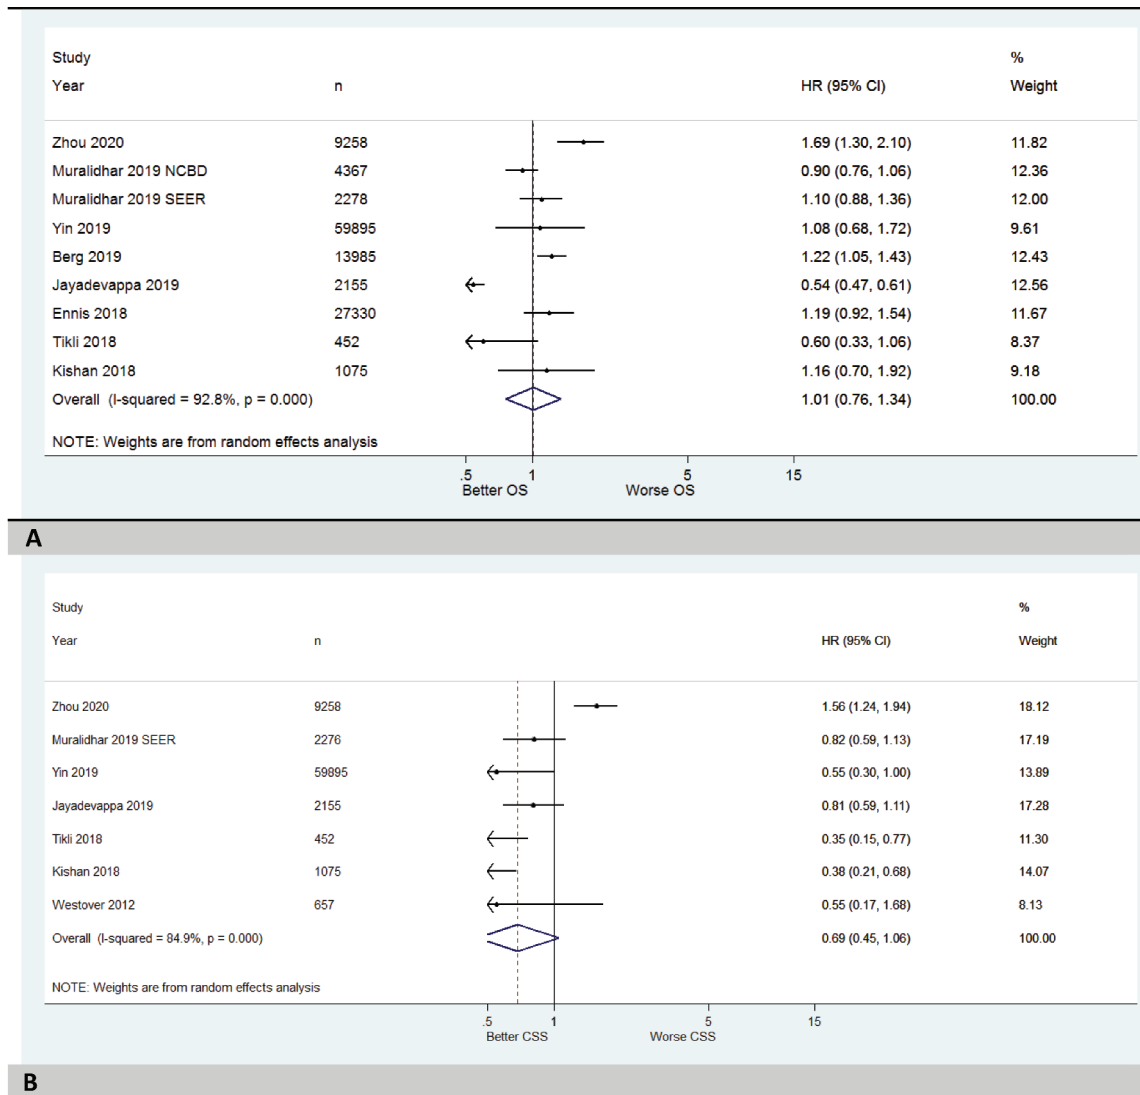 Study %
Year n HR (95% CI) Weight
Zhou 2020 9258 1.69 (1.30, 2.10) 11.82
Muralidhar 2019 NCBD 4367 0.90 (0.76, 1.06) 12.36
Muralidhar 2019 SEER 2278 1.10 (0.88, 1.36) 12.00
Yin 2019 59895 1.08 (0.68, 1.72) 9.61
Berg 2019 13985 1.22 (1.05, 1.43) 12.43
Jayadevappa 2019 2155 0.54 (0.47, 0.61) 12.56
Ennis 2018 27330 1.19 (0.92, 1.54) 11.67
Tikli 2018 452 0.60 (0.33, 1.06) 8.37
Kishan 2018 1075 1.16 (0.70, 1.92) 9.18
Overall (I-squared = 92.8%, p = 0.000) 1.01 (0.76, 1.34) 100.00
NOTE: Weights are from random effects analysis
.5 1 5 15
Better OS Worse OS
A
Study %
Year n HR (95% CI) Weight
Zhou 2020 9258 1.56 (1.24, 1.94) 18.12
Muralidhar 2019 SEER 2276 0.82 (0.59, 1.13) 17.19
Yin 2019 59895 0.55 (0.30, 1.00) 13.89
Jayadevappa 2019 2155 0.81 (0.59, 1.11) 17.28
Tikli 2018 452 0.35 (0.15, 0.77) 11.30
Kishan 2018 1075 0.38 (0.21, 0.68) 14.07
Westover 2012 657 0.55 (0.17, 1.68) 8.13
Overall (I-squared = 84.9%, p = 0.000) 0.69 (0.45, 1.06) 100.00
NOTE: Weights are from random effects analysis
.5 1 5 15
Better CSS Worse CSS
B